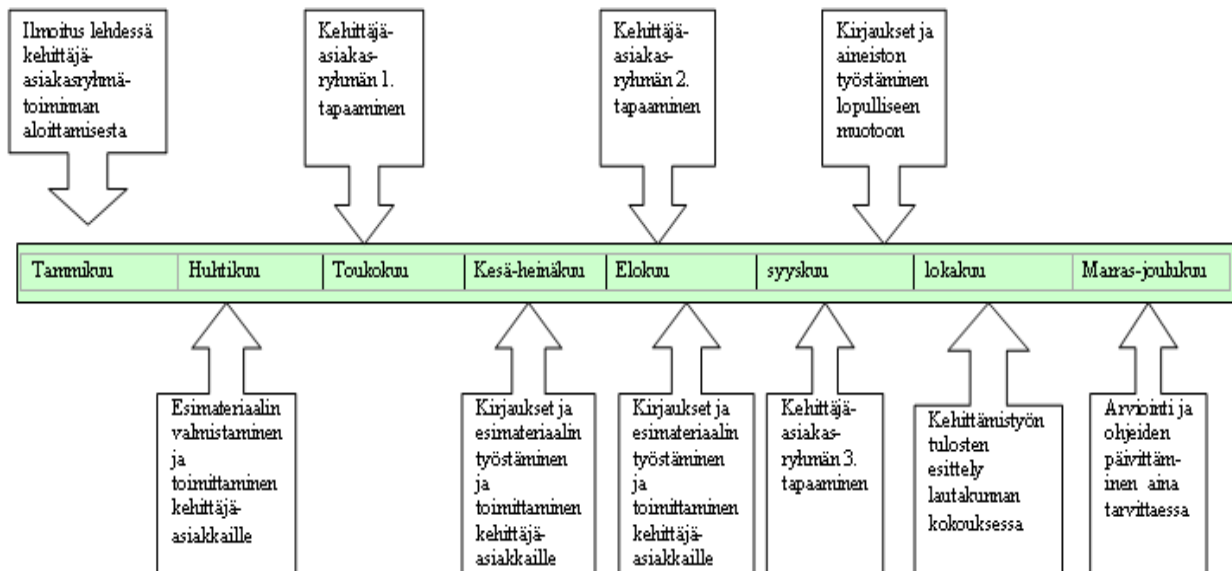 Ilmoitus lehdessä
kehittäjä-
asiakasryhmä-
toiminnan
aloittamisesta
Kehittäjä-
asiakas-
ryhmän 1.
tapaaminen
Kehittäjä-
asiakas-
ryhmän 2.
tapaaminen
Kirjaukset ja
aineiston
työstäminen
lopulliseen
muotoon
Tammikuu
Huhtikuu
Toukokuu
Kesä-heinäkuu
Elokuu
syyskuu
lokakuu
Marras-joulukuu
Esimateriaalin
valmistaminen
ja
toimittaminen
kehittäjä-
asiakkaille
Kirjaukset ja
esimateriaalin
työstäminen
ja
toimittaminen
kehittäjä-
asiakkaille
Kirjaukset ja
esimateriaalin
työstäminen
ja
toimittaminen
kehittäjä-
asiakkaille
Kehittäjä-
asiakas-
ryhmän 3.
tapaaminen
Kehittämistyön
tulosten
esittely
lautakunnan
kokouksessa
Arviointi ja
ohjeiden
päivittäm-
inen aina
tarvittaessa